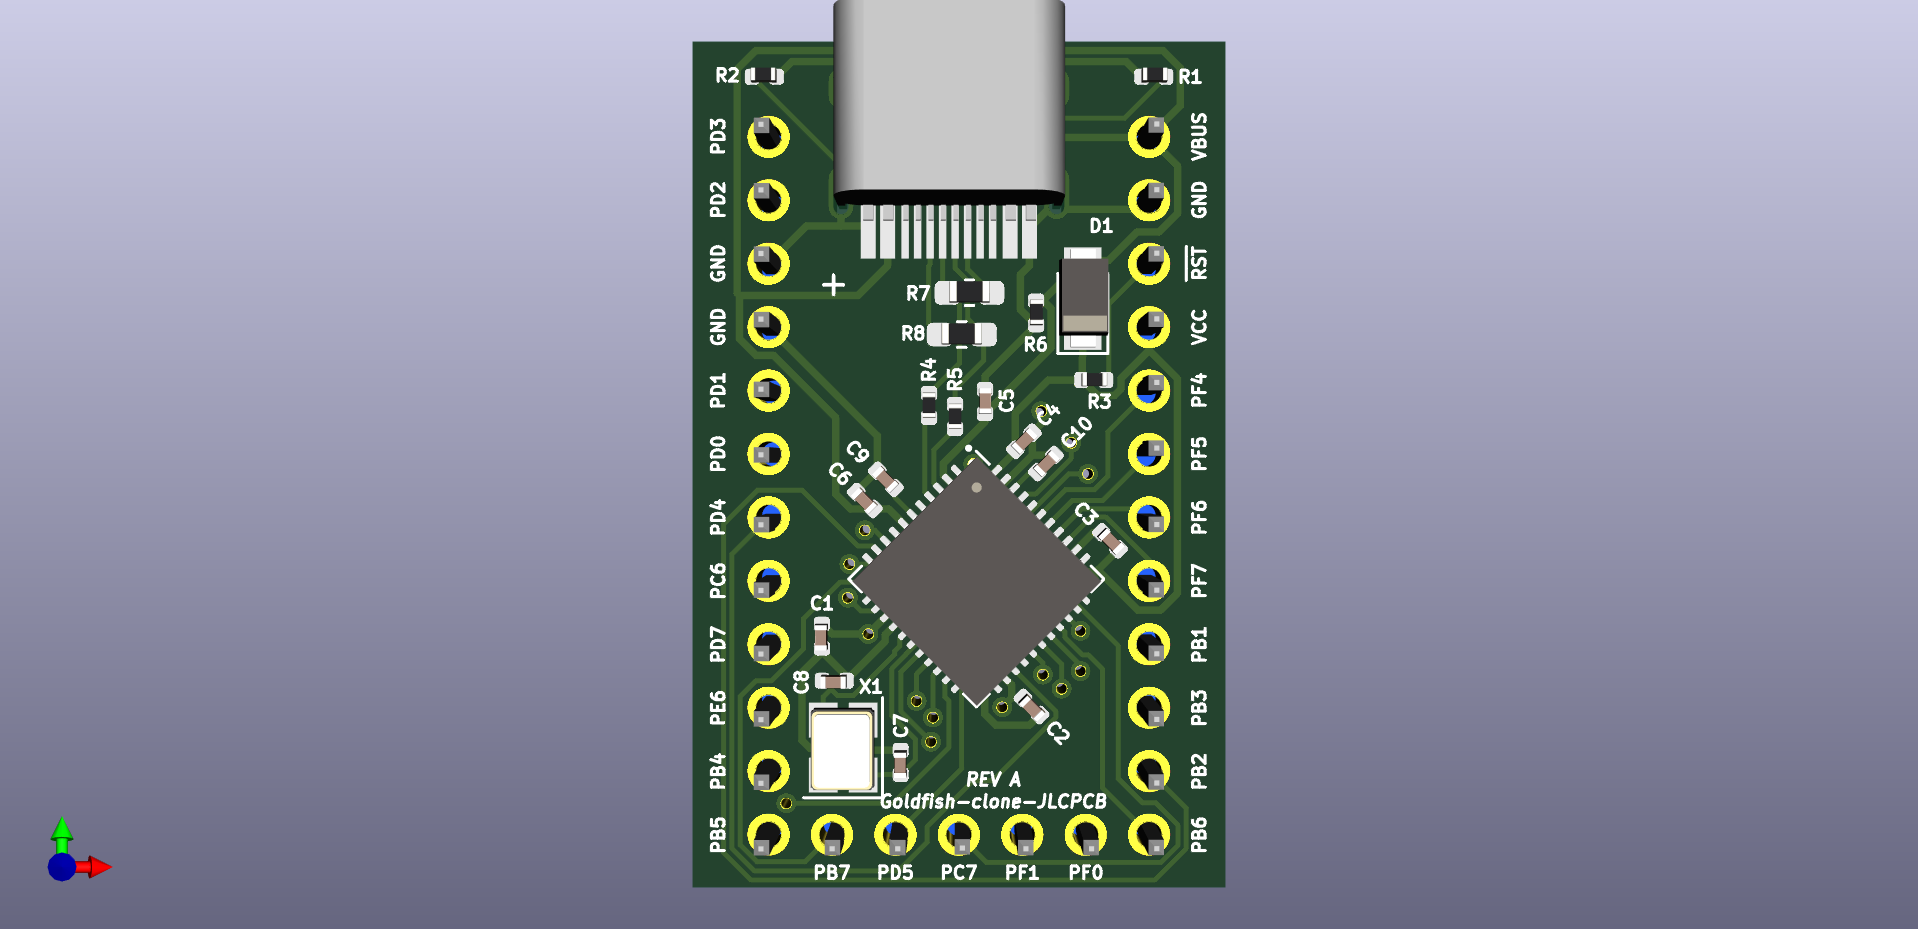 R2
R1
PD3
VBUS
PD2
GND
D1
GND
RST
R7
GND
R8
R6
VCC
PD1
R4
R5
C5
R3
PF4
C4
C10
PD0
C9
C6
PF5
PD4
C3
PF6
PC6
PF7
C1
PD7
PB1
C8
X1
PE6
C7
C2
PB3
PB4
REV A
PB2
Goldfish-clone-JLCPCB
PB5
PB6
PB7 PD5 PC7 PF1 PF0